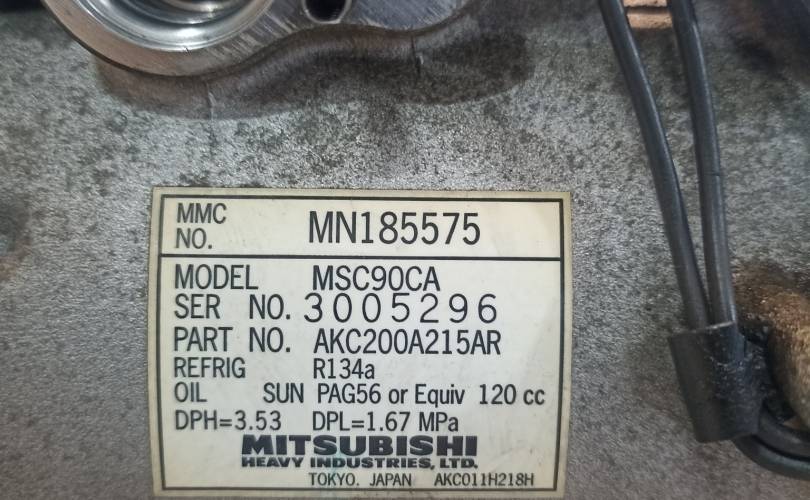 MMC NO. MN185575
MODEL MSC90CA
SER NO. 3005296
PART NO. AKC200A215AR
REFRIG R134a
OIL SUN PAG56 or Equiv 120 cc
DPH=3.53 DPL=1.67 MPa
MITSUBISHI
HEAVY INDUSTRIES, LTD.
TOKYO. JAPAN AKC011H218H